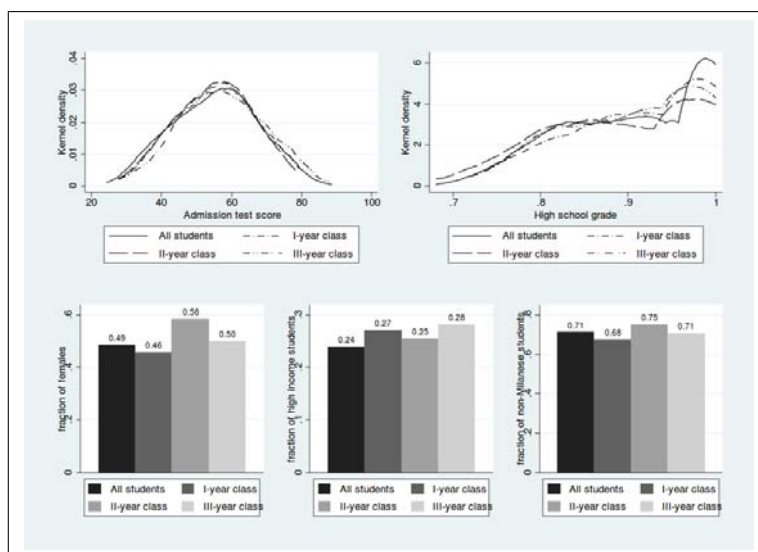 Kernel density
0 .01 .02 .03 .04
20 40 60 80 100
Admission test score
All students I-year class
II-year class III-year class
Kernel density
0 .2 .4 .6
.7 .8 .9 1
High school grade
All students I-year class
II-year class III-year class
fraction of females
0 .2 .4 .6
0.49 0.46 0.58 0.50
All students I-year class
II-year class III-year class
fraction of high income students
0 .1 .2 .3
0.24 0.27 0.25 0.28
All students I-year class
II-year class III-year class
fraction of non-Milanese students
0 .2 .4 .6 .8
0.71 0.68 0.75 0.71
All students I-year class
II-year class III-year class